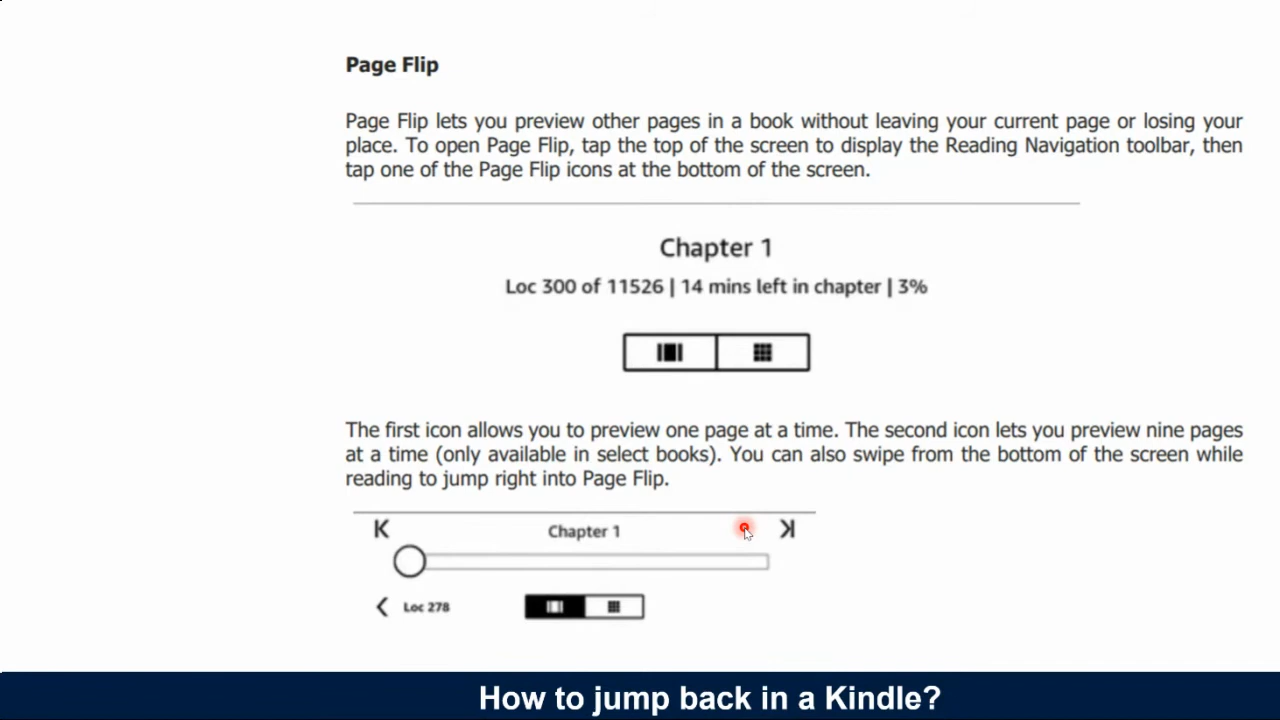 Page Flip
Page Flip lets you preview other pages in a book without leaving your current page or losing your
place. To open Page Flip, tap the top of the screen to display the Reading Navigation toolbar, then
tap one of the Page Flip icons at the bottom of the screen.
Chapter 1
Loc 300 of 11526 | 14 mins left in chapter | 3%
The first icon allows you to preview one page at a time. The second icon lets you preview nine pages
at a time (only available in select books). You can also swipe from the bottom of the screen while
reading to jump right into Page Flip.
Chapter 1
Loc 278
How to jump back in a Kindle?